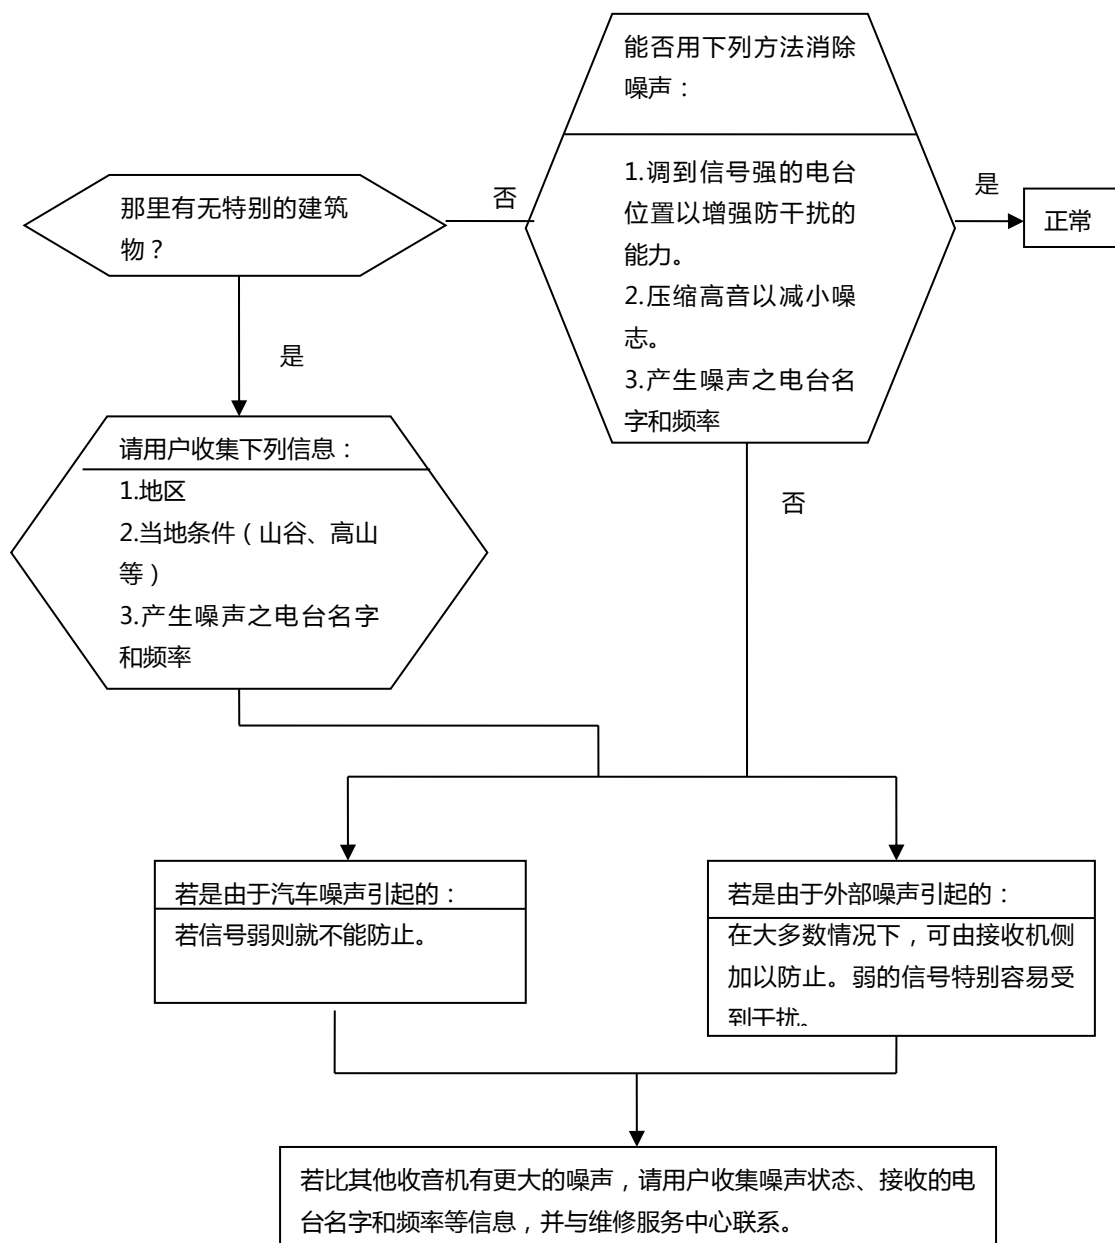 能否用下列方法消除
噪声：
1.调到信号强的电台
位置以增强防干扰的
能力。
2.压缩高音以减小噪
志。
3.产生噪声之电台名
字和频率
是
正常
否
那里有无特别的建筑
物？
是
请用户收集下列信息：
1.地区
2.当地条件（山谷、高山
等）
3.产生噪声之电台名字
和频率
否
若是由于汽车噪声引起的：
若信号弱则就不能防止。
若是由于外部噪声引起的：
在大多数情况下，可由接收机侧
加以防止。弱的信号特别容易受
到干扰。
若比其他收音机有更大的噪声，请用户收集噪声状态、接收的电
台名字和频率等信息，并与维修服务中心联系。